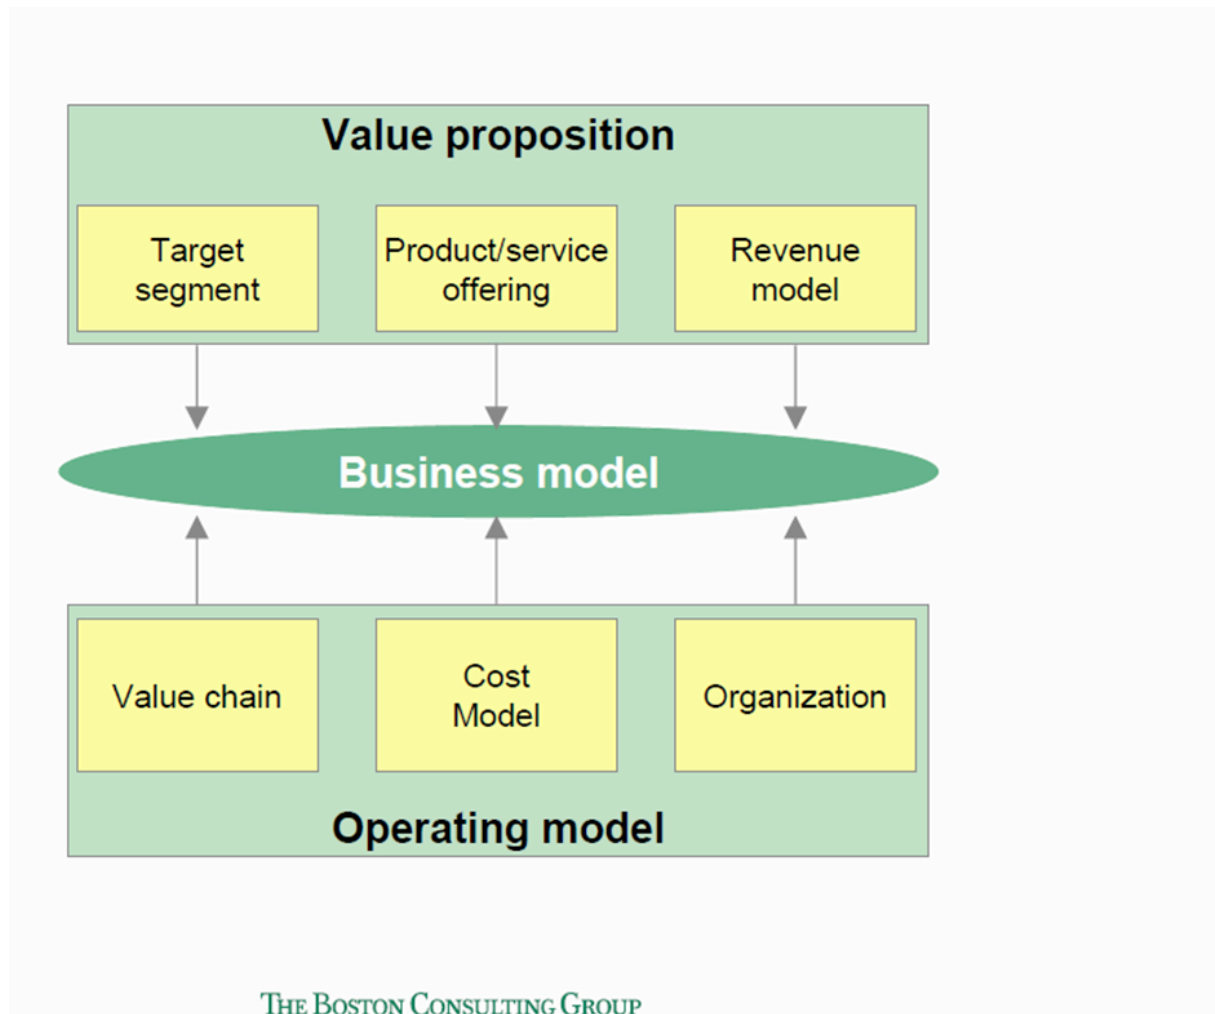 Value proposition
Target
segment
Product/service
offering
Revenue
model
Business model
Value chain
Cost
Model
Organization
Operating model
THE BOSTON CONSULTING GROUP